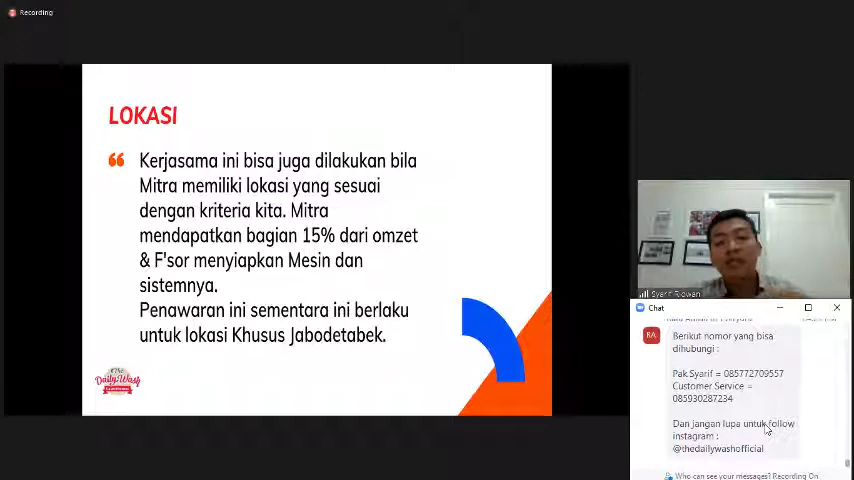 Recording
LOKASI
Kerjasama ini bisa juga dilakukan bila
Mitra memiliki lokasi yang sesuai
dengan kriteria kita. Mitra
mendapatkan bagian 15% dari omzet
& F'sor menyiapkan Mesin dan
sistemnya.
Penawaran ini sementara ini berlaku
untuk lokasi Khusus Jabodetabek.
The
Daily Wash
Syarif Ridwan
Chat
RA
Berikut nomor yang bisa
dihubungi :
Pak Syarif = 085772709557
Customer Service =
085930287234
Dan jangan lupa untuk follow
instagram :
@thedailywashofficial
Who can see your messages? Recording On